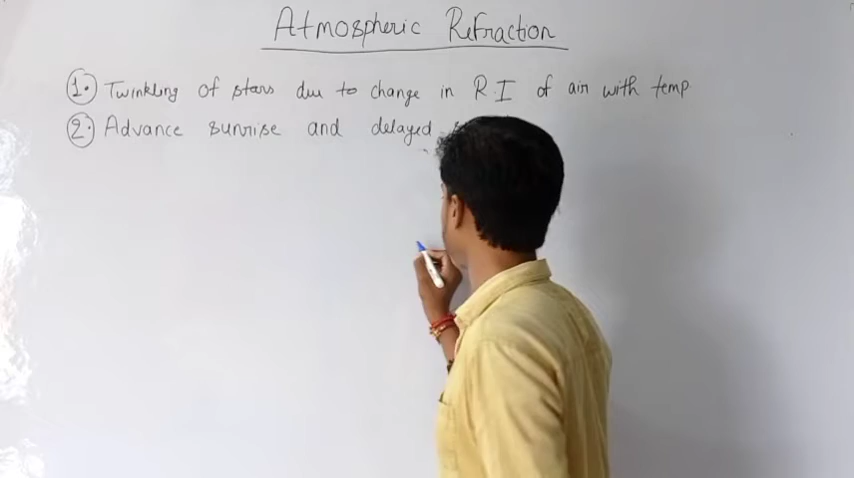 Atmospheric Refraction
1. Twinkling of stars due to change in R.I of air with temp
2. Advance sunrise and delayed